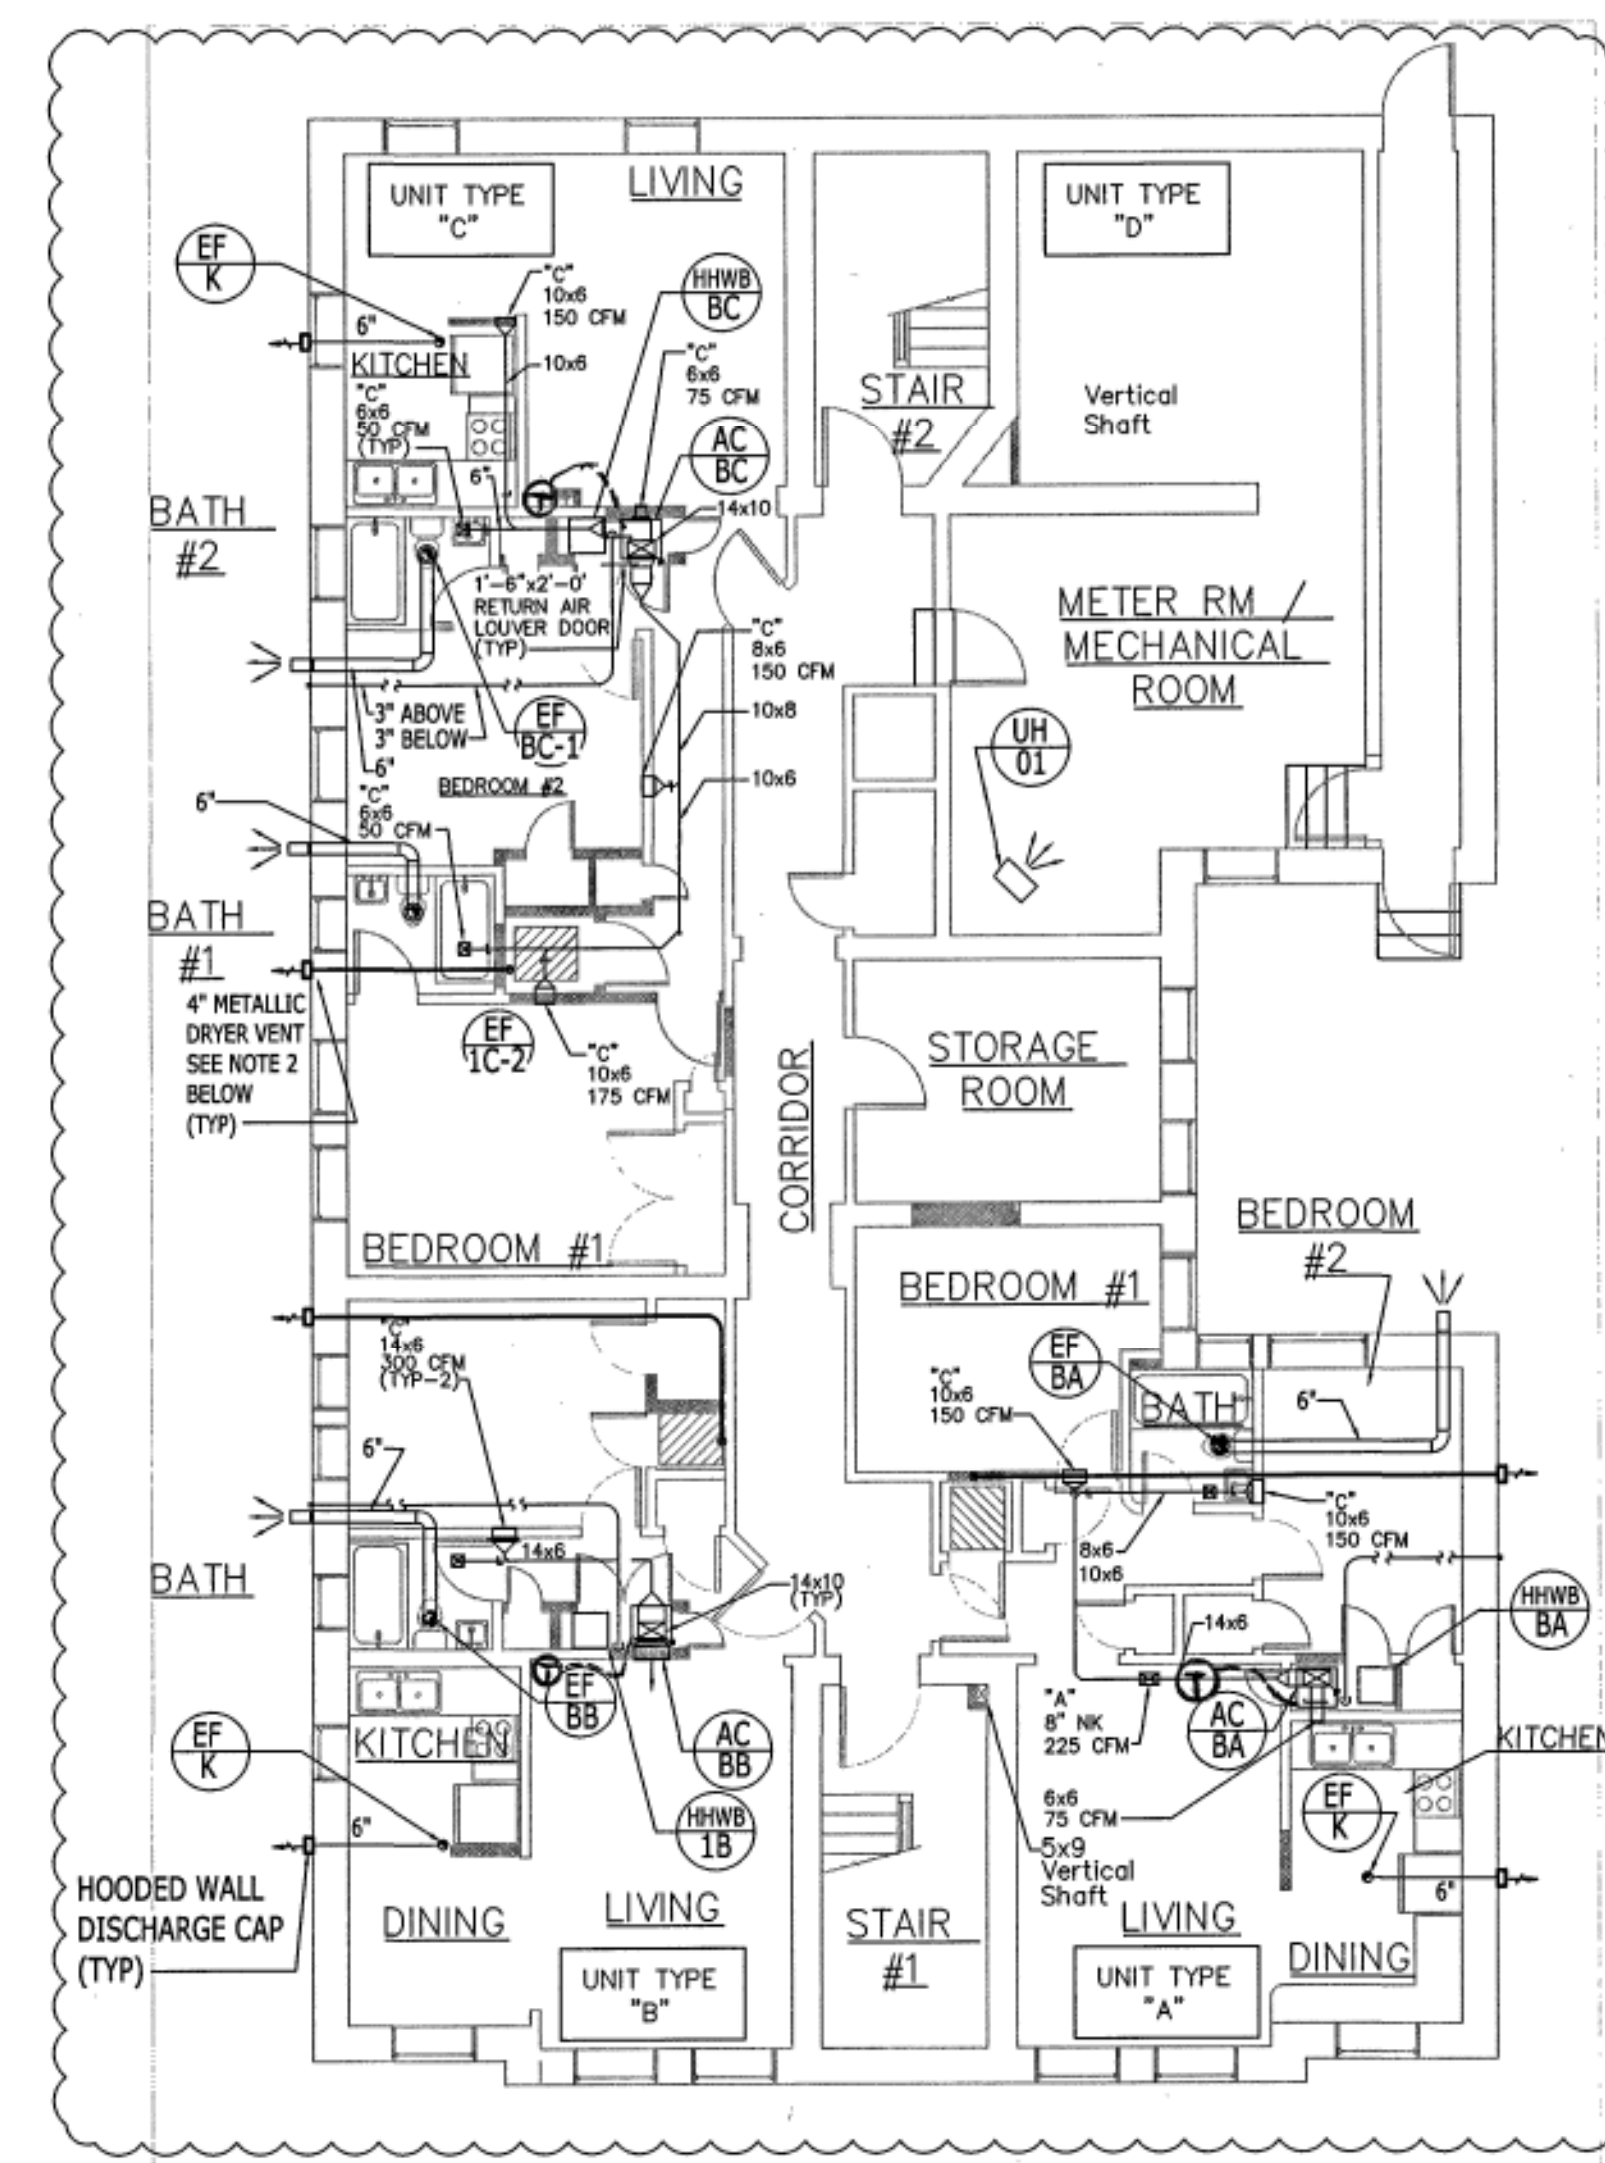 UNIT TYPE
"C"
LIVING
UNIT TYPE
"D"
EF
K
"C"
10x6
150 CFM
HHWB
BC
6"
KITCHEN
10x6
"C"
6x6
75 CFM
"C"
6x6
50 CFM
(TYP)
STAIR
#2
Vertical
Shaft
AC
BC
6"
14x10
BATH
#2
1'-6"x2'-0'
RETURN AIR
LOUVER DOOR
(TYP)
METER RM /
MECHANICAL
ROOM
"C"
8x6
150 CFM
3" ABOVE
3" BELOW
6"
EF
BC-1
10x8
UH
01
10x6
BEDROOM #2
6"
"C"
6x6
50 CFM
BATH
#1
4" METALLIC
DRYER VENT
SEE NOTE 2
BELOW
(TYP)
EF
1C-2
"C"
10x6
175 CFM
STORAGE
ROOM
CORRIDOR
BEDROOM #1
BEDROOM
#2
BEDROOM #1
"C"
14x6
300 CFM
(TYP-2)
EF
BA
"C"
10x6
150 CFM
BATH
6"
6"
"C"
10x6
150 CFM
14x6
8x6
10x6
BATH
14x10
(TYP)
HHWB
BA
14x6
EF
BB
"A"
8" NK
225 CFM
AC
BA
KITCHEN
KITCHEN
EF
K
AC
BB
6x6
75 CFM
EF
K
HHWB
1B
6"
5x9
Vertical
Shaft
6"
HOODED WALL
DISCHARGE CAP
(TYP)
DINING
LIVING
STAIR
#1
LIVING
DINING
UNIT TYPE
"B"
UNIT TYPE
"A"